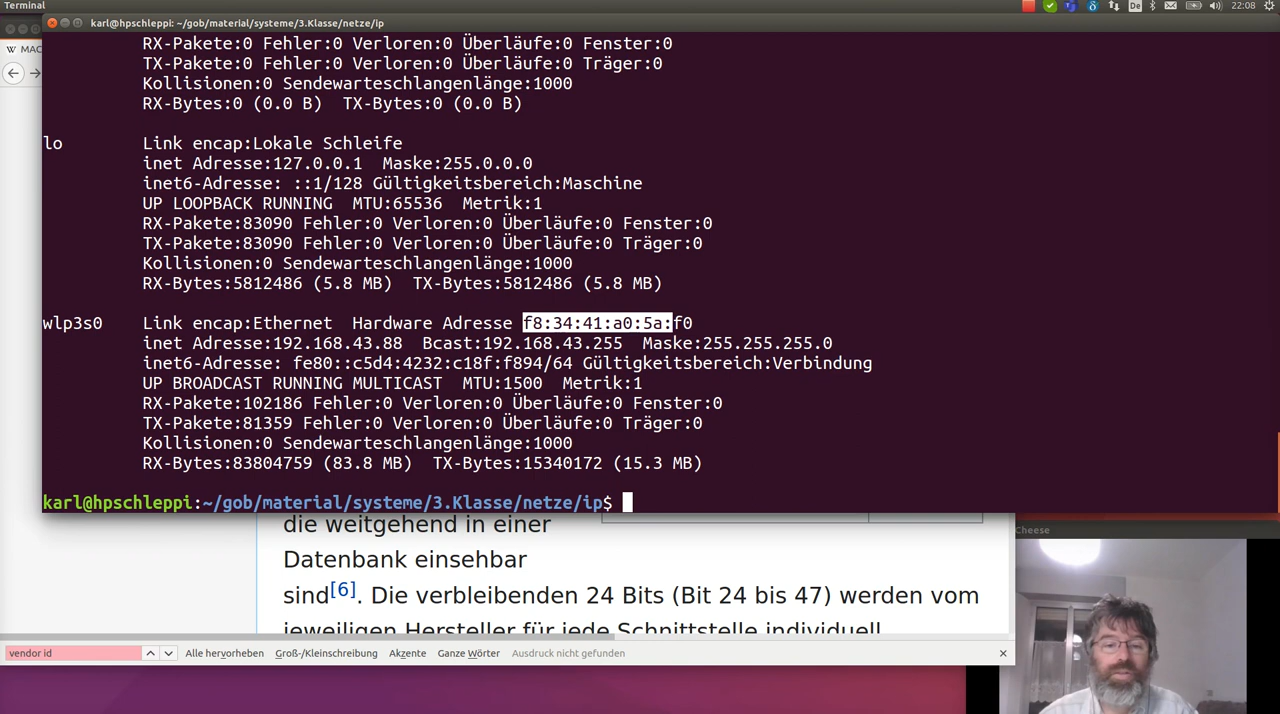 Terminal
De
22:08
karl@hpschleppi: ~/gob/material/systeme/3.Klasse/netze/ip
W MAC
RX-Pakete:0 Fehler:0 Verloren:0 Überläufe:0 Fenster:0
TX-Pakete:0 Fehler:0 Verloren:0 Überläufe:0 Träger:0
Kollisionen:0 Sendewarteschlangenlänge:1000
RX-Bytes:0 (0.0 B)  TX-Bytes:0 (0.0 B)
lo        Link encap:Lokale Schleife
inet Adresse:127.0.0.1  Maske:255.0.0.0
inet6-Adresse: ::1/128 Gültigkeitsbereich:Maschine
UP LOOPBACK RUNNING  MTU:65536  Metrik:1
RX-Pakete:83090 Fehler:0 Verloren:0 Überläufe:0 Fenster:0
TX-Pakete:83090 Fehler:0 Verloren:0 Überläufe:0 Träger:0
Kollisionen:0 Sendewarteschlangenlänge:1000
RX-Bytes:5812486 (5.8 MB)  TX-Bytes:5812486 (5.8 MB)
wlp3s0    Link encap:Ethernet  Hardware Adresse f8:34:41:a0:5a:f0
inet Adresse:192.168.43.88  Bcast:192.168.43.255  Maske:255.255.255.0
inet6-Adresse: fe80::c5d4:4232:c18f:f894/64 Gültigkeitsbereich:Verbindung
UP BROADCAST RUNNING MULTICAST  MTU:1500  Metrik:1
RX-Pakete:102186 Fehler:0 Verloren:0 Überläufe:0 Fenster:0
TX-Pakete:81359 Fehler:0 Verloren:0 Überläufe:0 Träger:0
Kollisionen:0 Sendewarteschlangenlänge:1000
RX-Bytes:83804759 (83.8 MB)  TX-Bytes:15340172 (15.3 MB)
karl@hpschleppi:~/gob/material/systeme/3.Klasse/netze/ip$
die weitgehend in einer
Datenbank einsehbar
sind[6]. Die verbleibenden 24 Bits (Bit 24 bis 47) werden vom
jeweiligen Hersteller für jede Schnittstelle individuell
Cheese
vendor id
Alle hervorheben  Groß-/Kleinschreibung  Akzente  Ganze Wörter  Ausdruck nicht gefunden